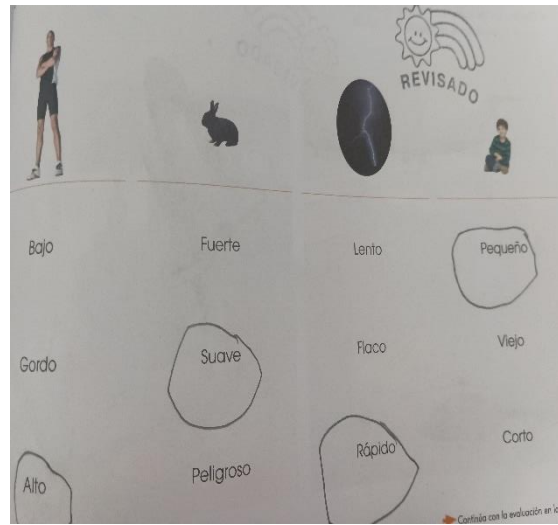 REVISADO
Bajo Fuerte Lento Pequeño
Gordo Suave Flaco Viejo
Alto Peligroso Rápido Corto
Continúa con la evaluación en